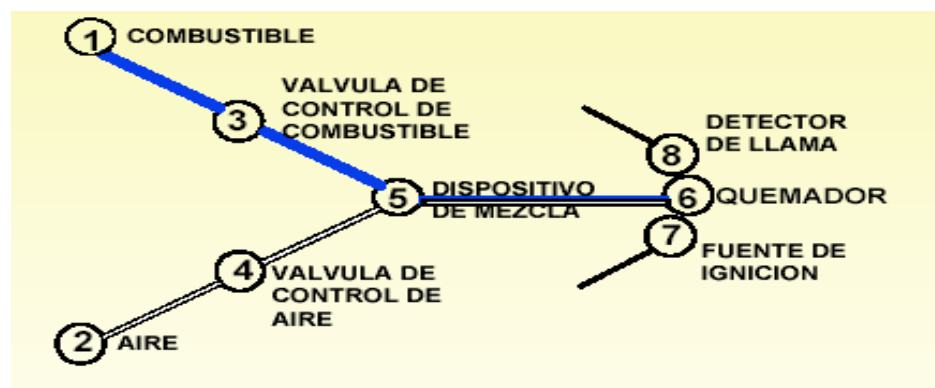 1 COMBUSTIBLE
3 VALVULA DE
CONTROL DE
COMBUSTIBLE
DETECTOR
DE LLAMA
8
5 DISPOSITIVO
DE MEZCLA
6 QUEMADOR
7 FUENTE DE
IGNICION
4 VALVULA DE
CONTROL DE
AIRE
2 AIRE